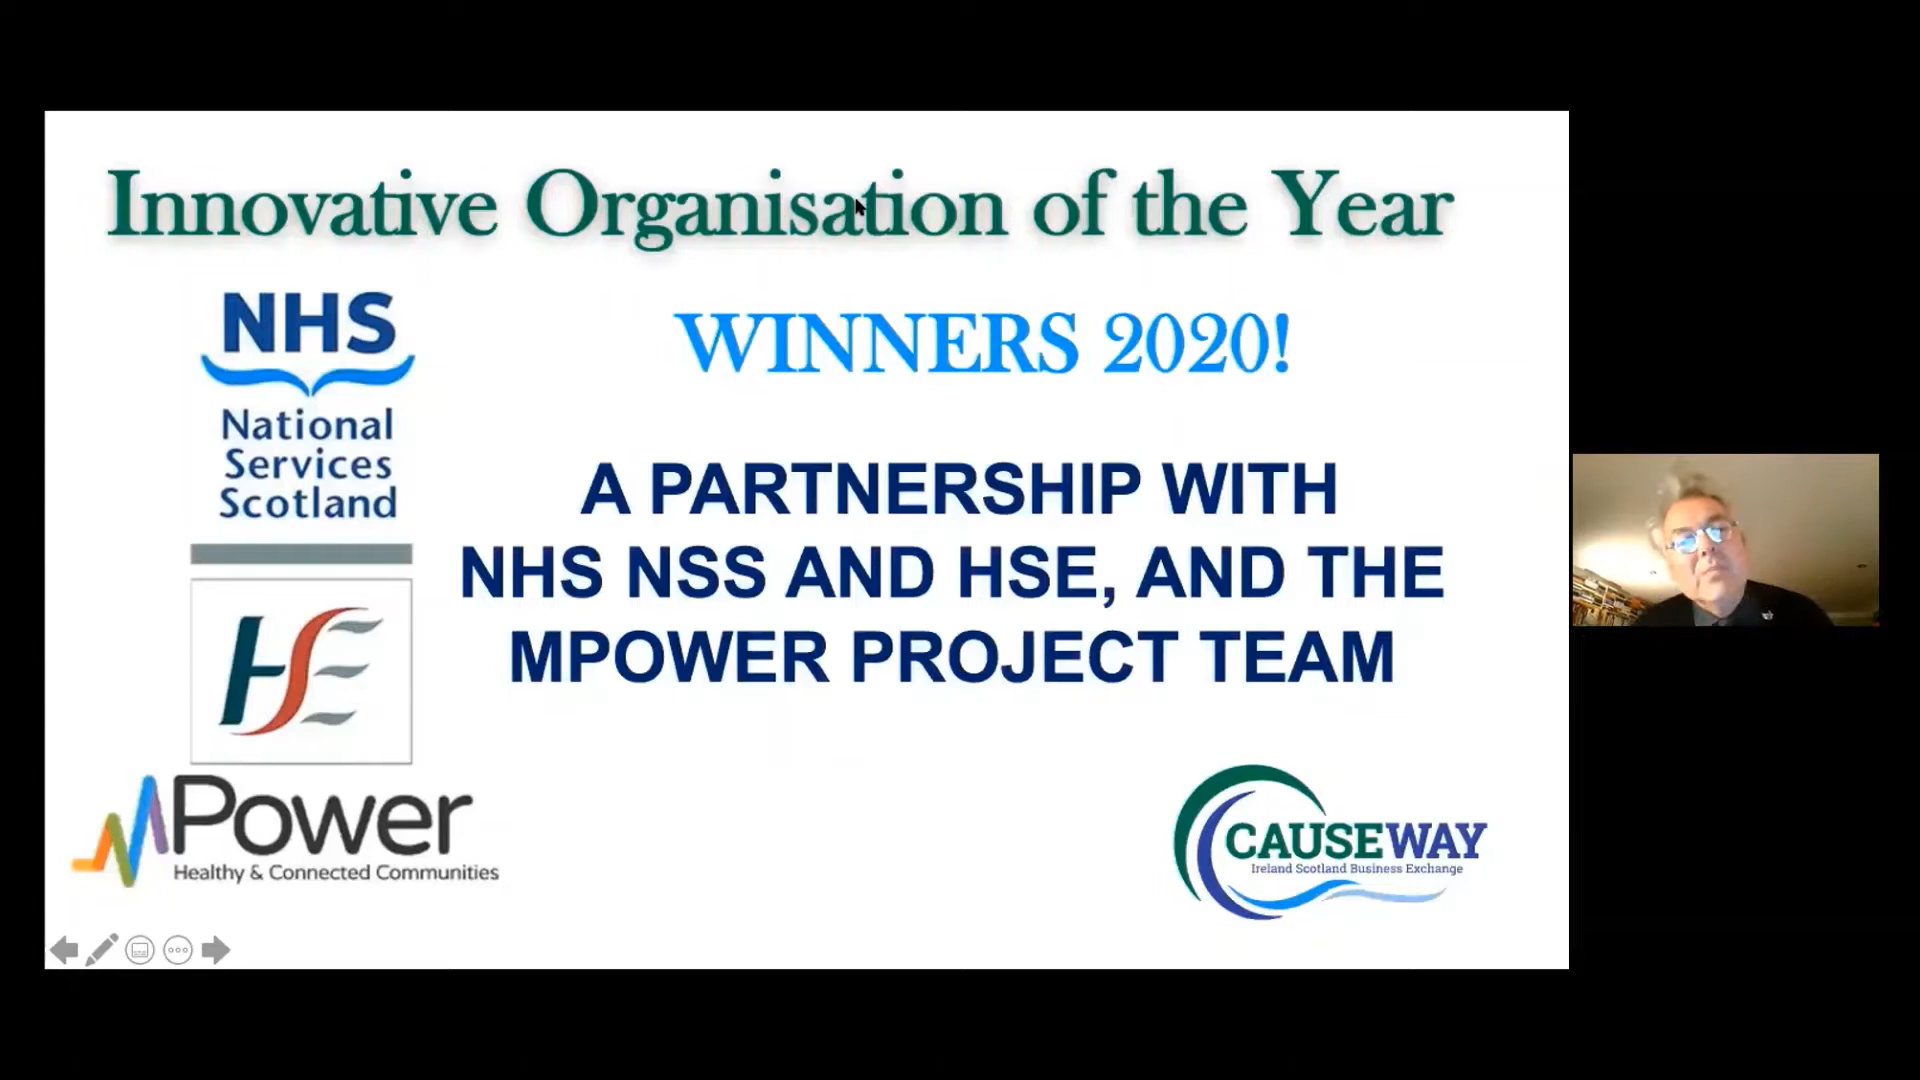 Innovative Organisation of the Year
NHS
National
Services
Scotland
WINNERS 2020!
A PARTNERSHIP WITH
NHS NSS AND HSE, AND THE
MPOWER PROJECT TEAM
HSE
mPower
Healthy & Connected Communities
CAUSEWAY
Ireland Scotland Business Exchange